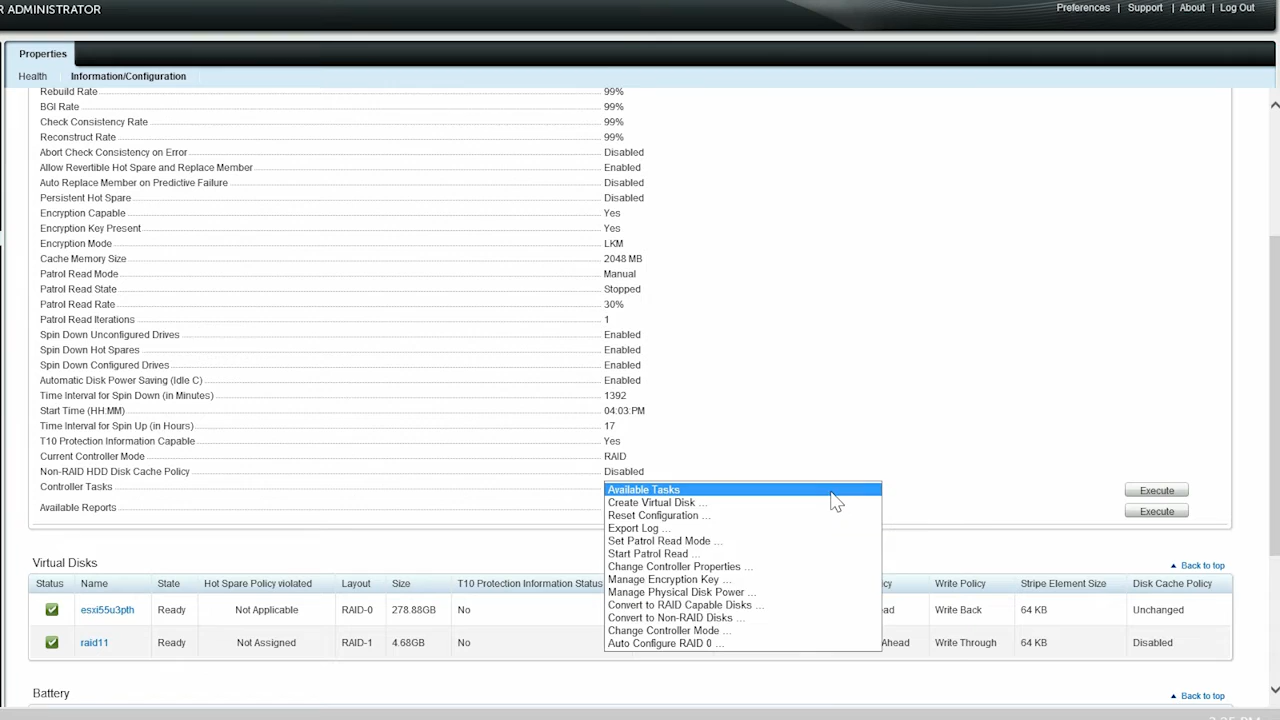 R ADMINISTRATOR
Preferences | Support | About | Log Out
Properties
Health Information/Configuration
Rebuild Rate 99%
BGI Rate 99%
Check Consistency Rate 99%
Reconstruct Rate 99%
Abort Check Consistency on Error Disabled
Allow Revertible Hot Spare and Replace Member Enabled
Auto Replace Member on Predictive Failure Disabled
Persistent Hot Spare Disabled
Encryption Capable Yes
Encryption Key Present Yes
Encryption Mode LKM
Cache Memory Size 2048 MB
Patrol Read Mode Manual
Patrol Read State Stopped
Patrol Read Rate 30%
Patrol Read Iterations 1
Spin Down Unconfigured Drives Enabled
Spin Down Hot Spares Enabled
Spin Down Configured Drives Enabled
Automatic Disk Power Saving (Idle C) Enabled
Time Interval for Spin Down (in Minutes) 1392
Start Time (HH.MM) 04:03:PM
Time Interval for Spin Up (in Hours) 17
T10 Protection Information Capable Yes
Current Controller Mode RAID
Non-RAID HDD Disk Cache Policy Disabled
Controller Tasks Available Tasks Execute
Create Virtual Disk ...
Available Reports Reset Configuration ... Execute
Export Log ...
Set Patrol Read Mode ...
Start Patrol Read ...
Change Controller Properties ...
Manage Encryption Key ...
Manage Physical Disk Power ...
Convert to RAID Capable Disks ...
Convert to Non-RAID Disks ...
Change Controller Mode ...
Auto Configure RAID 0 ...
Virtual Disks Back to top
Status Name State Hot Spare Policy violated Layout Size T10 Protection Information Status cy Write Policy Stripe Element Size Disk Cache Policy
esxi55u3pth Ready Not Applicable RAID-0 278.88GB No ead Write Back 64 KB Unchanged
raid11 Ready Not Assigned RAID-1 4.68GB No Ahead Write Through 64 KB Disabled
Battery Back to top